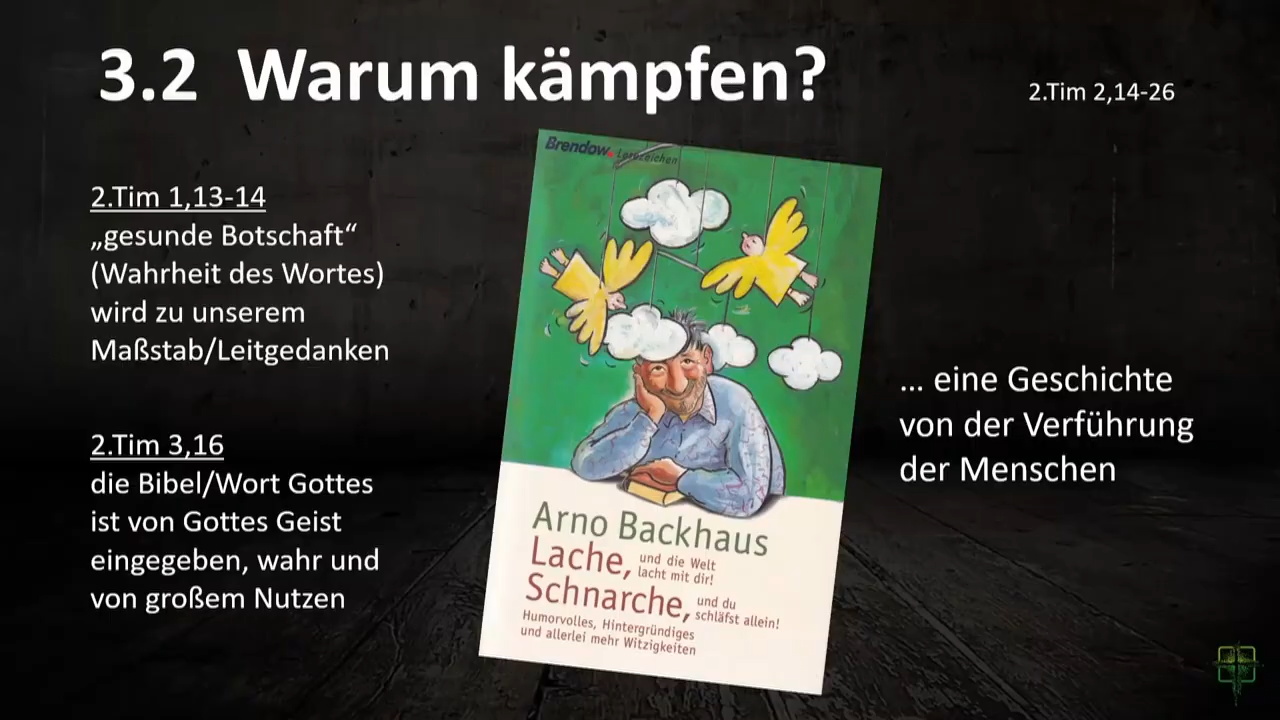 3.2 Warum kämpfen?
2.Tim 2,14-26
2.Tim 1,13-14
„gesunde Botschaft“
(Wahrheit des Wortes)
wird zu unserem
Maßstab/Leitgedanken
2.Tim 3,16
die Bibel/Wort Gottes
ist von Gottes Geist
eingegeben, wahr und
von großem Nutzen
Brendow. Lesezeichen
Arno Backhaus
Lache, und die Welt
lacht mit dir!
Schnarche, und du
schläfst allein!
Humorvolles, Hintergründiges
und allerlei mehr Witzigkeiten
... eine Geschichte
von der Verführung
der Menschen